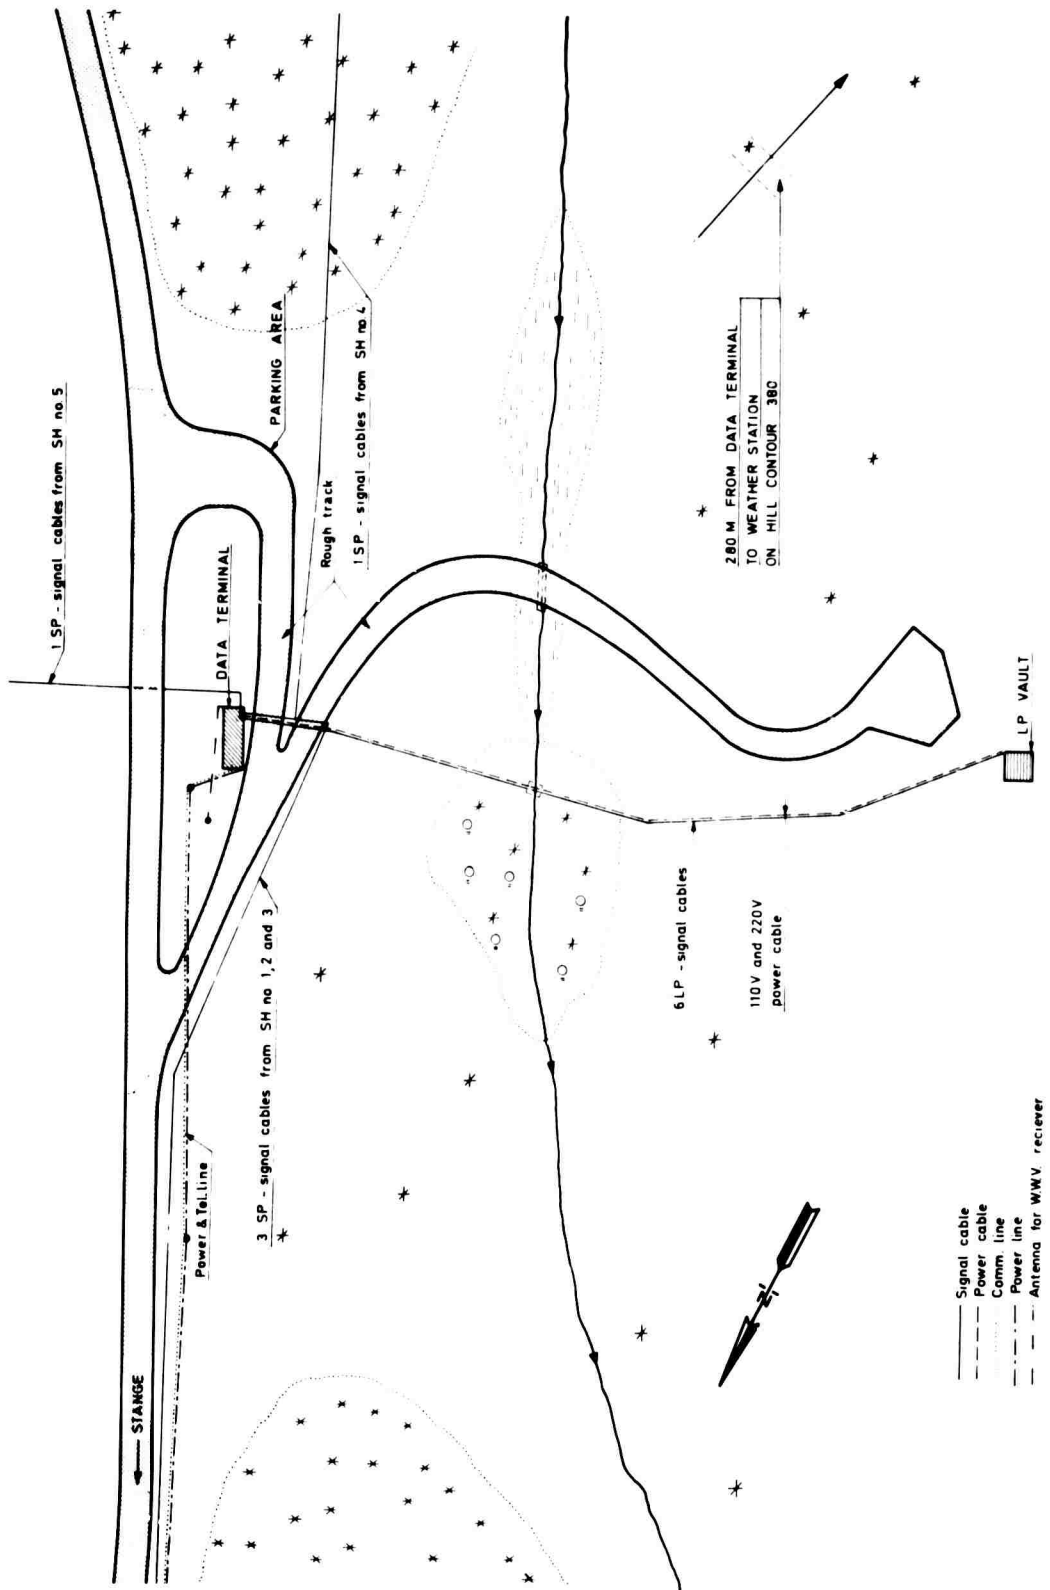 STANGE
1 SP - signal cables from SH no. 5
DATA TERMINAL
PARKING AREA
Rough track
1 SP - signal cables from SH no. 4
Power & Tel. line
3 SP - signal cables from SH no 1, 2 and 3
280 M FROM DATA TERMINAL
TO WEATHER STATION
ON HILL CONTOUR 380
6 LP - signal cables
110 V and 220V
power cable
LP VAULT
N
Signal cable
Power cable
Comm. line
Power line
Antenna for W.W.V. reciever